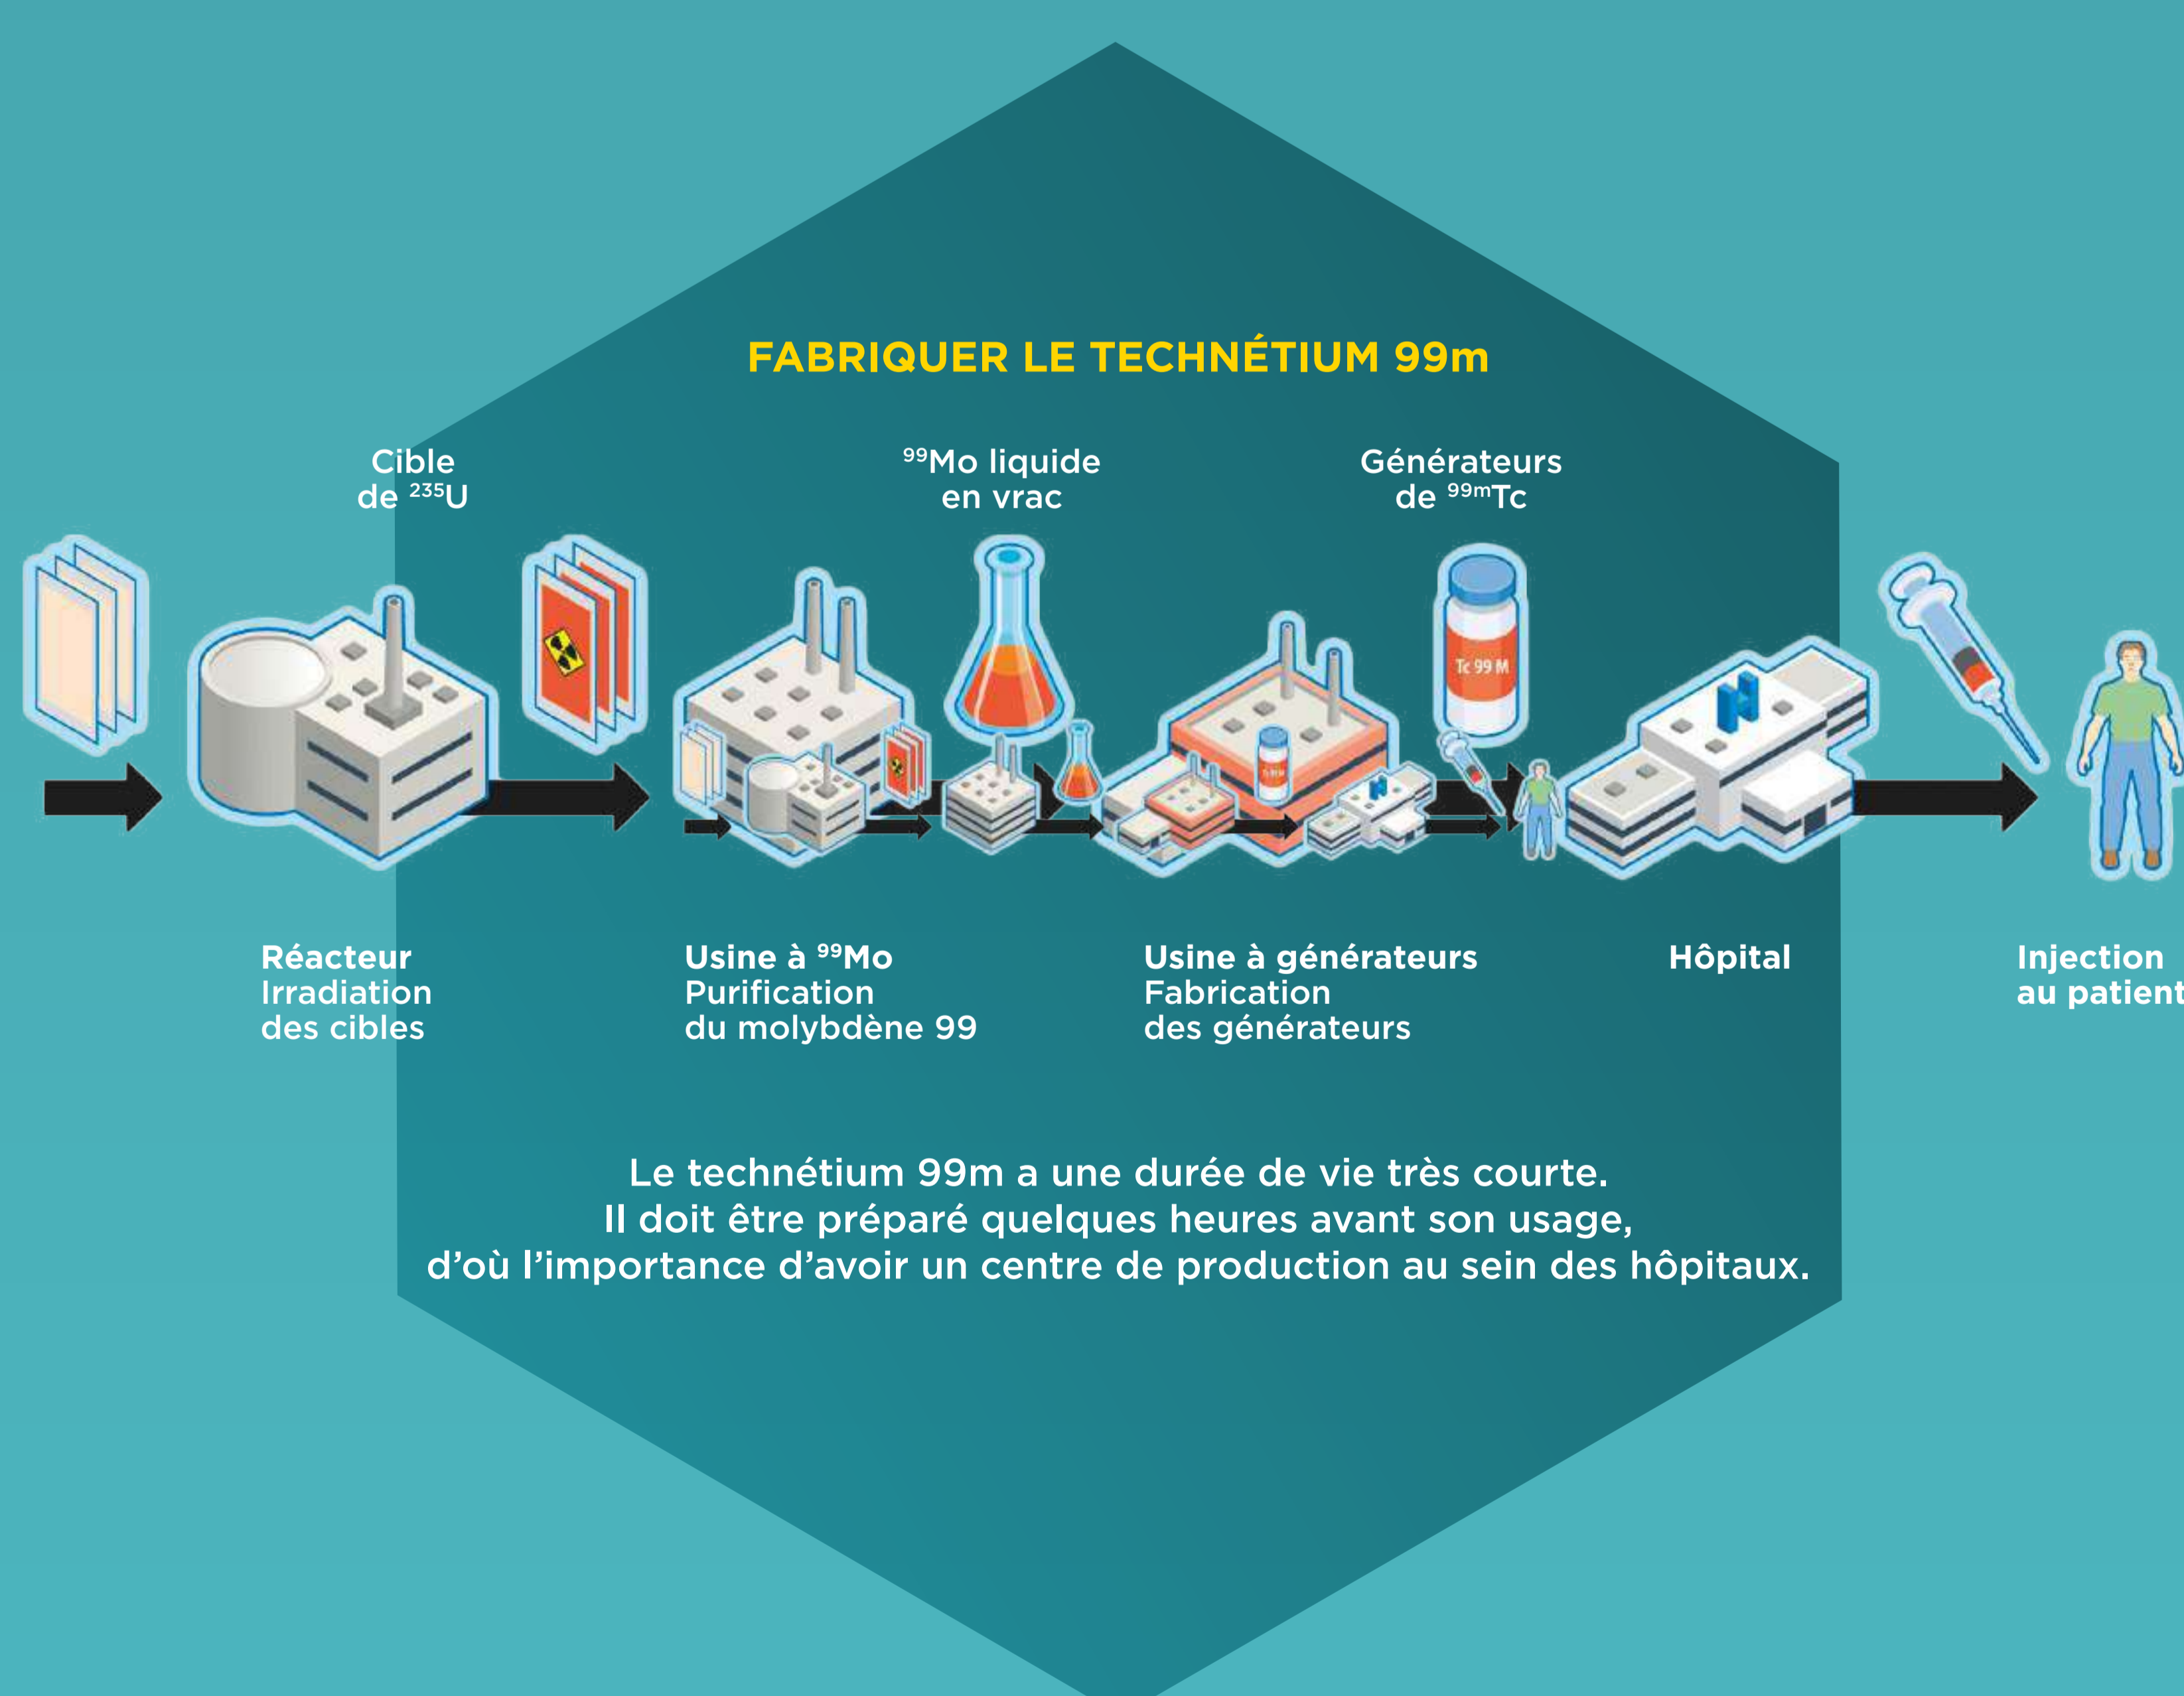 FABRIQUER LE TECHNÉTIUM 99m
Cible
de ²³⁵U
⁹⁹Mo liquide
en vrac
Générateurs
de ⁹⁹ᵐTc
Tc 99 M
Réacteur
Irradiation
des cibles
Usine à ⁹⁹Mo
Purification
du molybdène 99
Usine à générateurs
Fabrication
des générateurs
Hôpital
Injection
au patient
Le technétium 99m a une durée de vie très courte.
Il doit être préparé quelques heures avant son usage,
d'où l'importance d'avoir un centre de production au sein des hôpitaux.